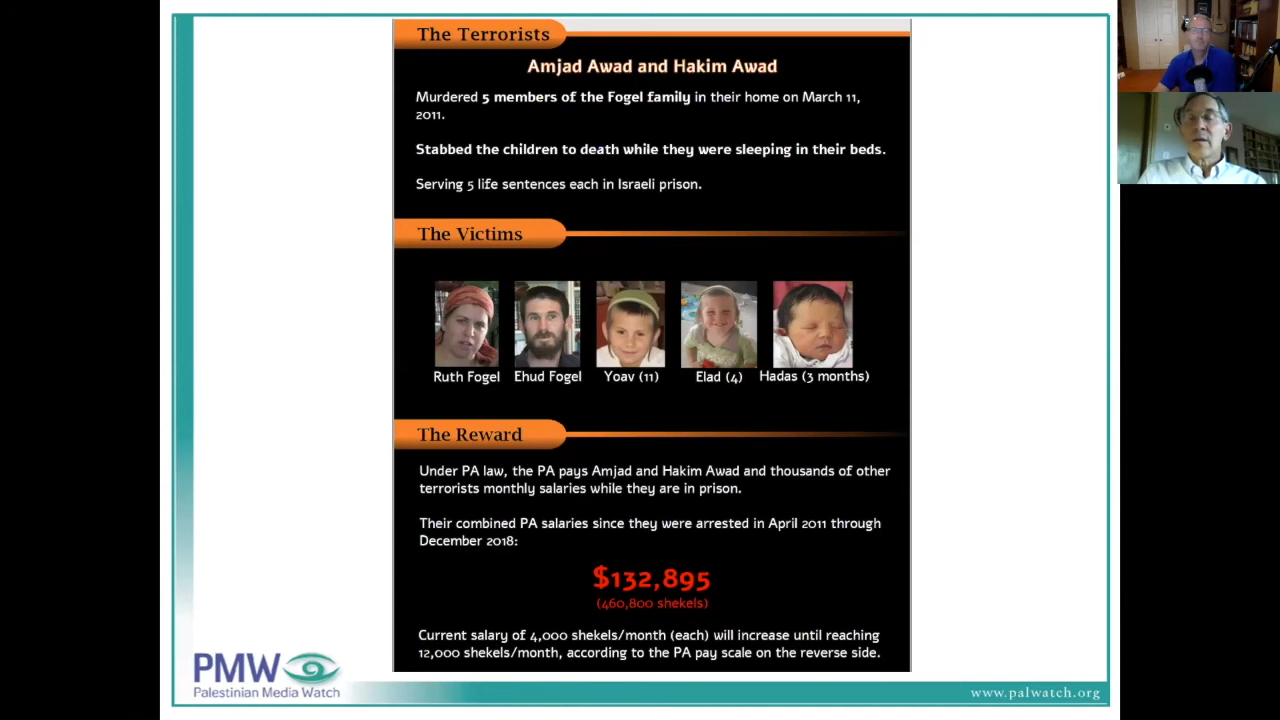 The Terrorists
Amjad Awad and Hakim Awad
Murdered 5 members of the Fogel family in their home on March 11,
2011.
Stabbed the children to death while they were sleeping in their beds.
Serving 5 life sentences each in Israeli prison.
The Victims
Ruth Fogel Ehud Fogel Yoav (11) Elad (4) Hadas (3 months)
The Reward
Under PA law, the PA pays Amjad and Hakim Awad and thousands of other
terrorists monthly salaries while they are in prison.
Their combined PA salaries since they were arrested in April 2011 through
December 2018:
$132,895
(460,800 shekels)
Current salary of 4,000 shekels/month (each) will increase until reaching
12,000 shekels/month, according to the PA pay scale on the reverse side.
PMW
Palestinian Media Watch
www.palwatch.org